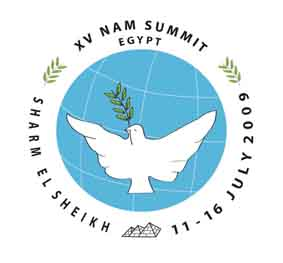 XV NAM SUMMIT
EGYPT
SHARM EL SHEIKH
11-16 JULY 2009